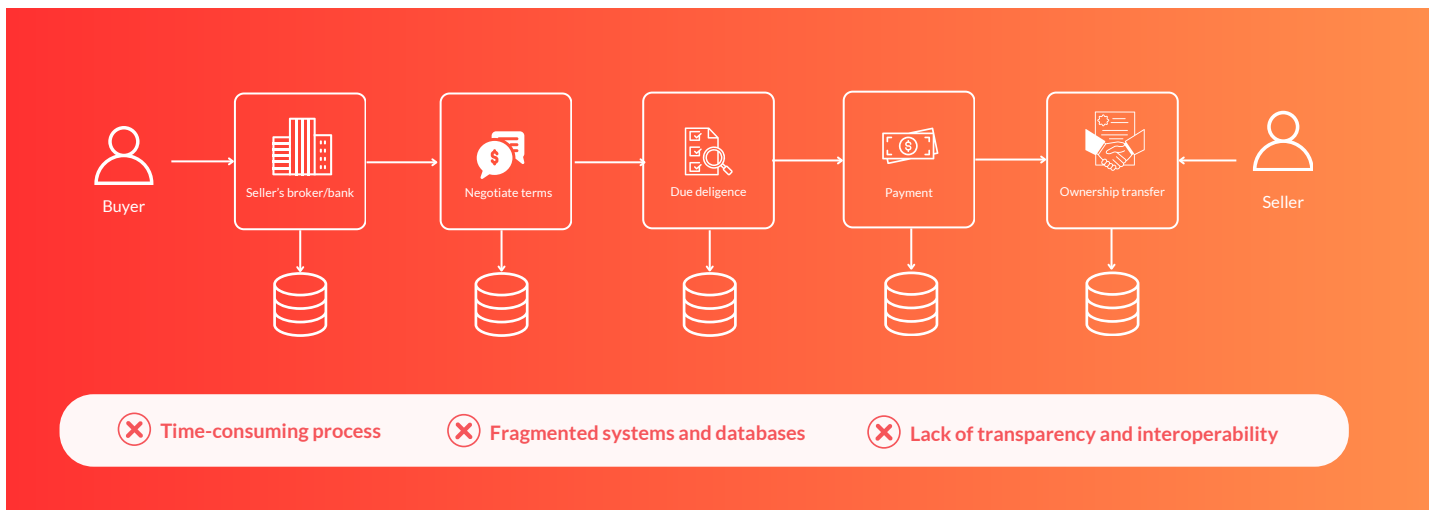 Buyer
Seller's broker/bank
Negotiate terms
Due deligence
Payment
Ownership transfer
Seller
Time-consuming process
Fragmented systems and databases
Lack of transparency and interoperability